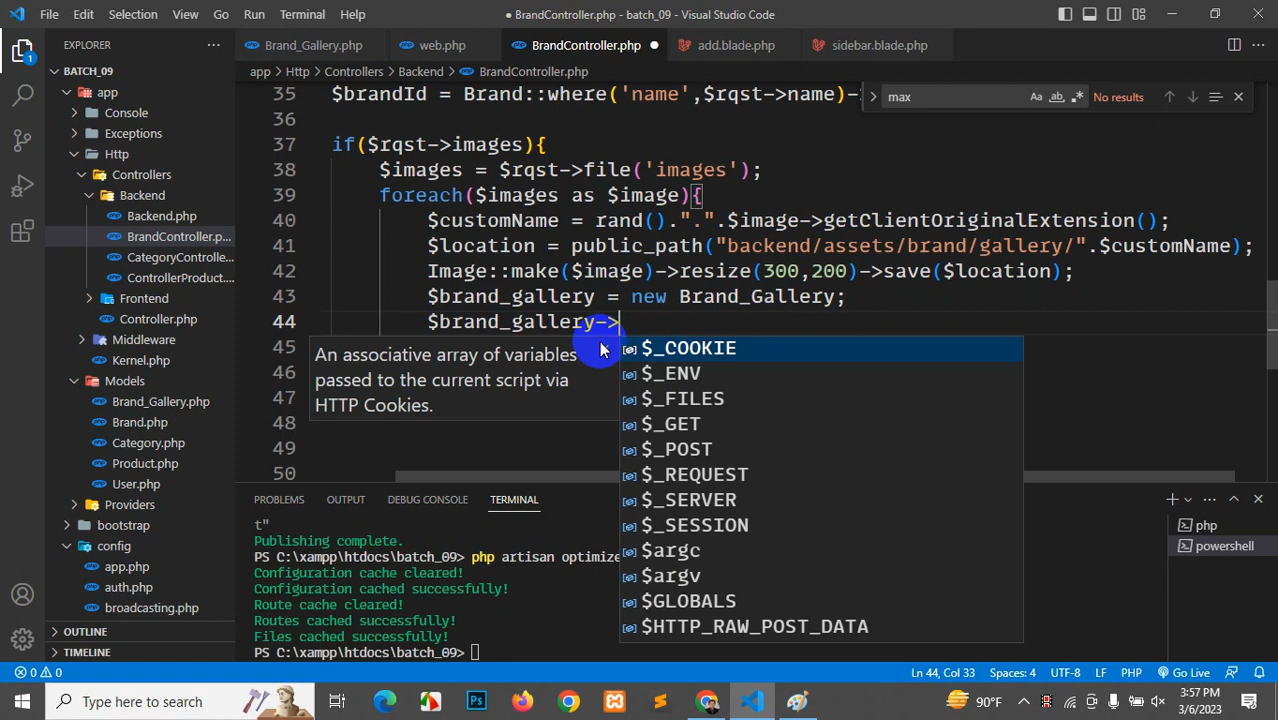 File Edit Selection View Go Run Terminal Help
● BrandController.php - batch_09 - Visual Studio Code
EXPLORER
Brand_Gallery.php
web.php
BrandController.php
add.blade.php
sidebar.blade.php
app > Http > Controllers > Backend > BrandController.php
max
Aa
ab
No results
BATCH_09
app
Console
Exceptions
Http
Controllers
Backend
Backend.php
BrandController.p...
CategoryControlle...
ControllerProduct...
Frontend
Controller.php
Middleware
Kernel.php
Models
Brand_Gallery.php
Brand.php
Category.php
Product.php
User.php
Providers
bootstrap
config
app.php
auth.php
broadcasting.php
OUTLINE
TIMELINE
1
35 $brandId = Brand::where('name',$rqst->name)-
36
37 if($rqst->images){
38 $images = $rqst->file('images');
39 foreach($images as $image){
40 $customName = rand().".".$image->getClientOriginalExtension();
41 $location = public_path("backend/assets/brand/gallery/".$customName);
42 Image::make($image)->resize(300,200)->save($location);
43 $brand_gallery = new Brand_Gallery;
44 $brand_gallery->
45
46
47
48
49
50
An associative array of variables
passed to the current script via
HTTP Cookies.
$_COOKIE
$_ENV
$_FILES
$_GET
$_POST
$_REQUEST
$_SERVER
$_SESSION
$argc
$argv
$GLOBALS
$HTTP_RAW_POST_DATA
PROBLEMS OUTPUT DEBUG CONSOLE TERMINAL
t"
Publishing complete.
PS C:\xampp\htdocs\batch_09> php artisan optimize
Configuration cache cleared!
Configuration cached successfully!
Route cache cleared!
Routes cached successfully!
Files cached successfully!
PS C:\xampp\htdocs\batch_09>
php
powershell
0 0
Ln 44, Col 33 Spaces: 4 UTF-8 LF PHP Go Live
Type here to search
Ps
90°F
3:57 PM
3/6/2023